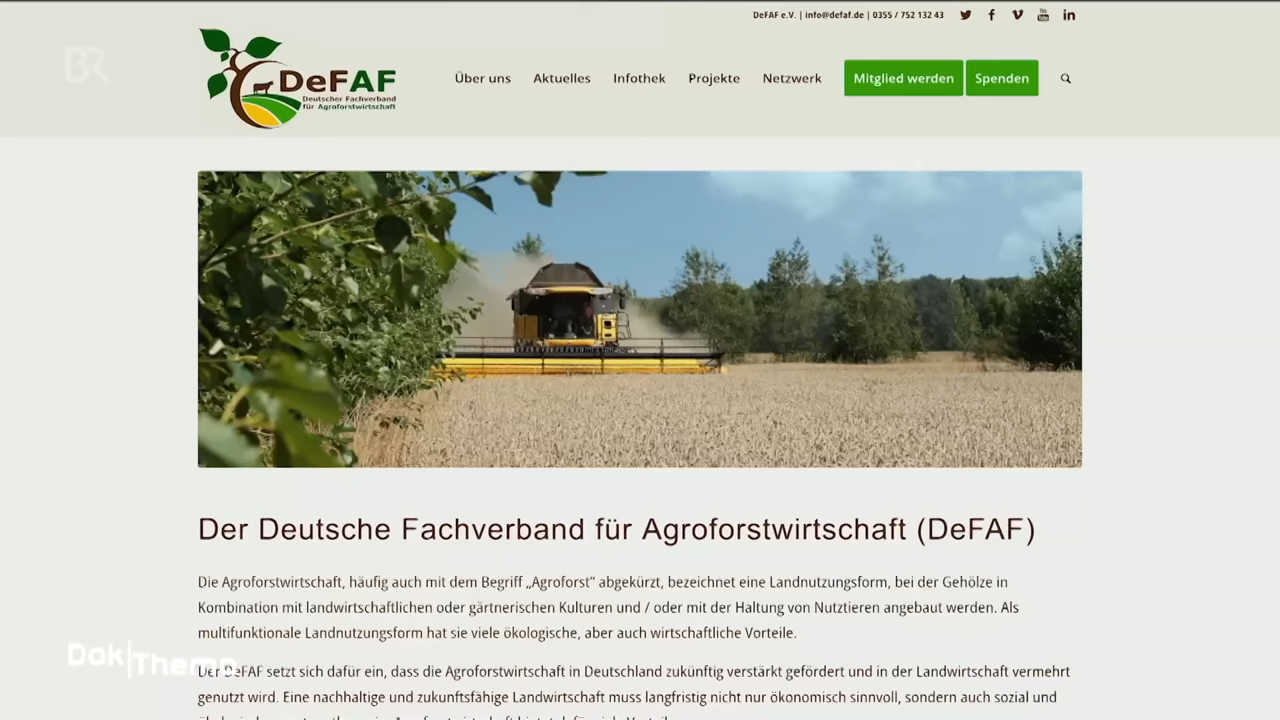 DeFAF e.V. | info@defaf.de | 0355 / 752 132 43
BR
DeFAF
Deutscher Fachverband
für Agroforstwirtschaft
Über uns Aktuelles Infothek Projekte Netzwerk Mitglied werden Spenden
Der Deutsche Fachverband für Agroforstwirtschaft (DeFAF)
Die Agroforstwirtschaft, häufig auch mit dem Begriff „Agroforst“ abgekürzt, bezeichnet eine Landnutzungsform, bei der Gehölze in
Kombination mit landwirtschaftlichen oder gärtnerischen Kulturen und / oder mit der Haltung von Nutztieren angebaut werden. Als
multifunktionale Landnutzungsform hat sie viele ökologische, aber auch wirtschaftliche Vorteile.
Dok
Thema
Der DeFAF setzt sich dafür ein, dass die Agroforstwirtschaft in Deutschland zukünftig verstärkt gefördert und in der Landwirtschaft vermehrt
genutzt wird. Eine nachhaltige und zukunftsfähige Landwirtschaft muss langfristig nicht nur ökonomisch sinnvoll, sondern auch sozial und